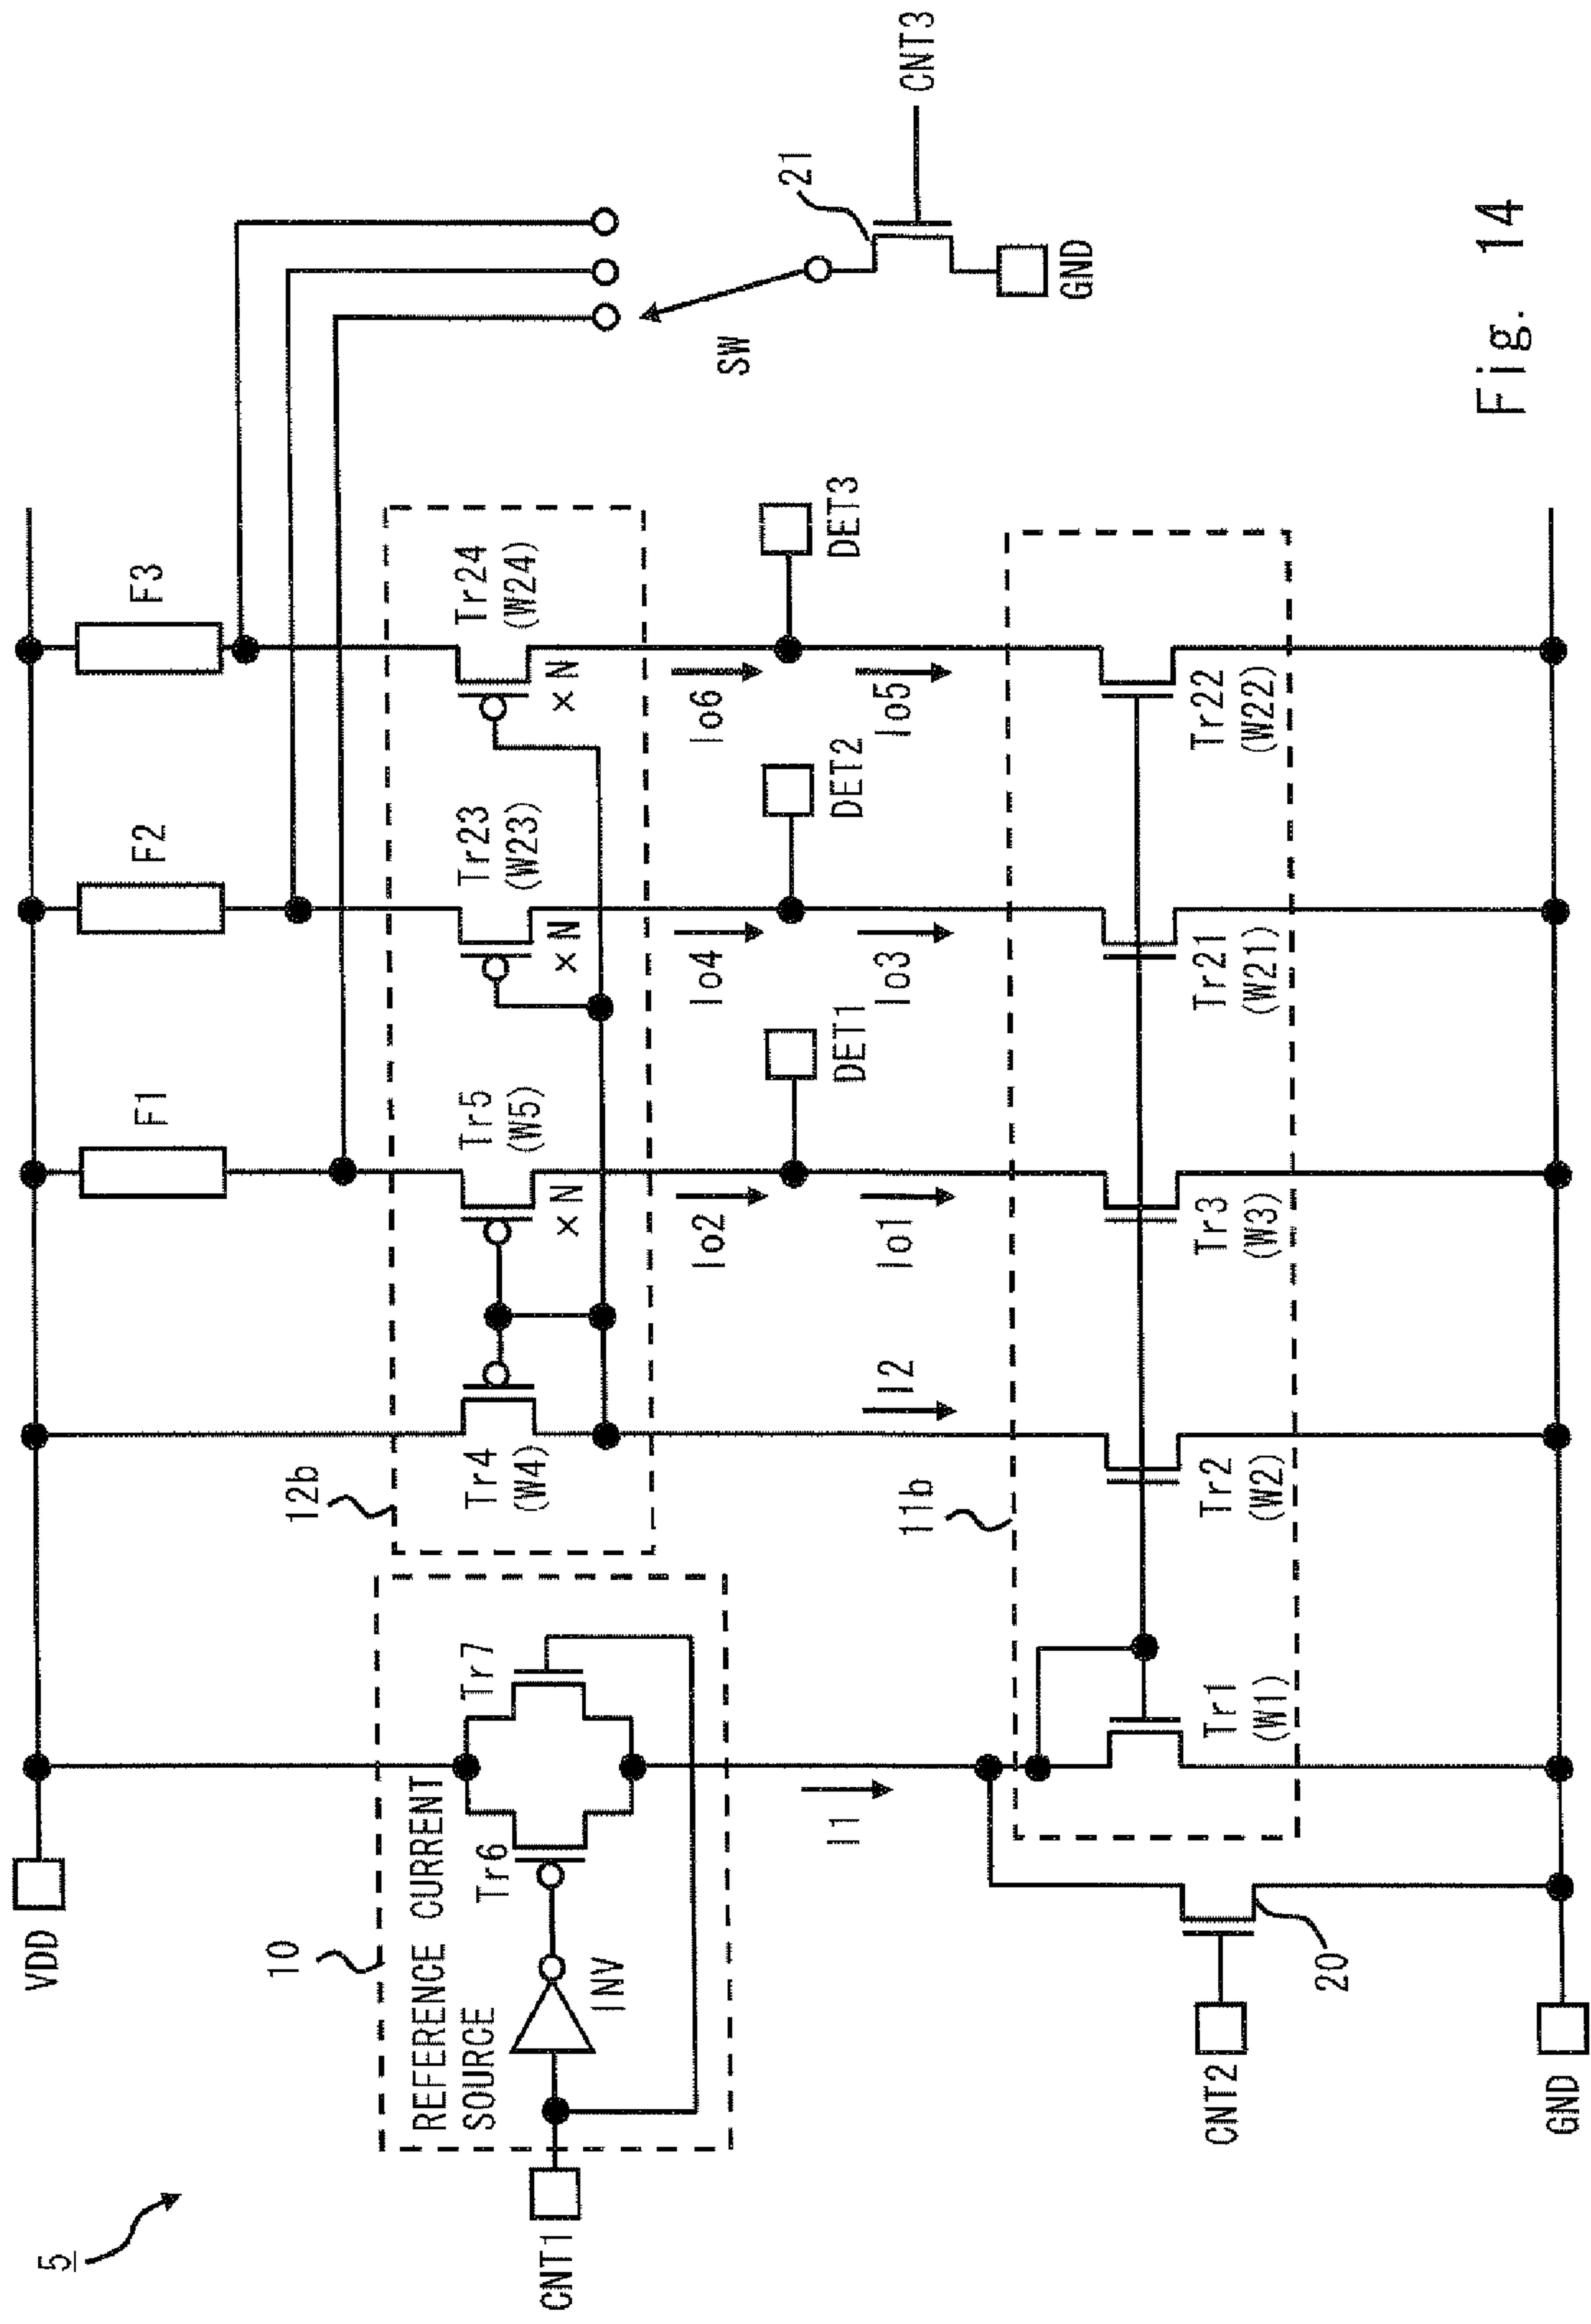 5
VDD
F1
F2
F3
10
REFERENCE CURRENT
SOURCE
CNT1
INV
Tr6
Tr7
12b
Tr4
(W4)
Tr5
(W5)
×N
Tr23
(W23)
×N
Tr24
(W24)
×N
Io2
Io4
Io6
DET1
DET2
DET3
SW
21
CNT3
GND
I1
I2
Io1
Io3
Io5
11b
Tr1
(W1)
Tr2
(W2)
Tr3
(W3)
Tr21
(W21)
Tr22
(W22)
CNT2
20
GND
Fig. 14